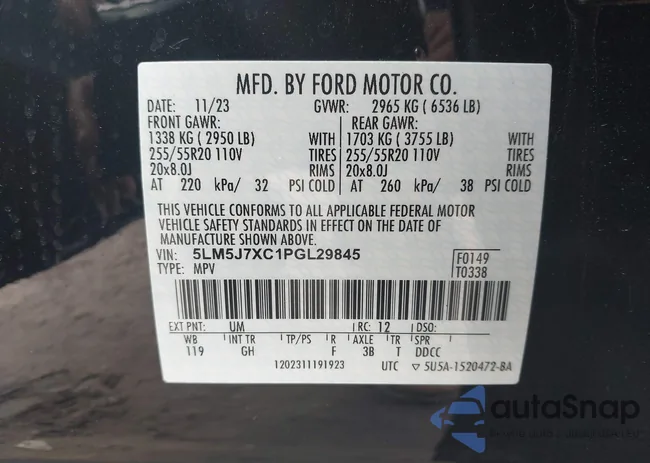 MFD. BY FORD MOTOR CO.
DATE: 11/23 GVWR: 2965 KG ( 6536 LB)
FRONT GAWR: REAR GAWR:
1338 KG ( 2950 LB) WITH 1703 KG ( 3755 LB) WITH
255/55R20 110V TIRES 255/55R20 110V TIRES
20x8.0J RIMS 20x8.0J RIMS
AT 220 kPa/ 32 PSI COLD AT 260 kPa/ 38 PSI COLD
THIS VEHICLE CONFORMS TO ALL APPLICABLE FEDERAL MOTOR
VEHICLE SAFETY STANDARDS IN EFFECT ON THE DATE OF
MANUFACTURE SHOWN ABOVE.
VIN: 5LM5J7XC1PGL29845 F0149
TYPE: MPV T0338
EXT PNT: UM RC: 12 DSO:
WB INT TR TP/PS R AXLE TR SPR
119 GH F 3B T DDCC
1202311191923 UTC ▽ 5U5A-1520472-BA
autaSnap